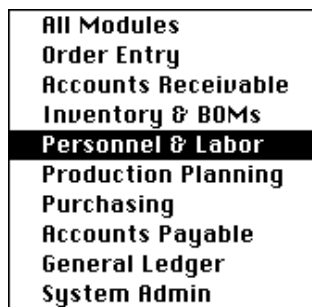 All Modules
Order Entry
Accounts Receivable
Inventory & BOMs
Personnel & Labor
Production Planning
Purchasing
Accounts Payable
General Ledger
System Admin